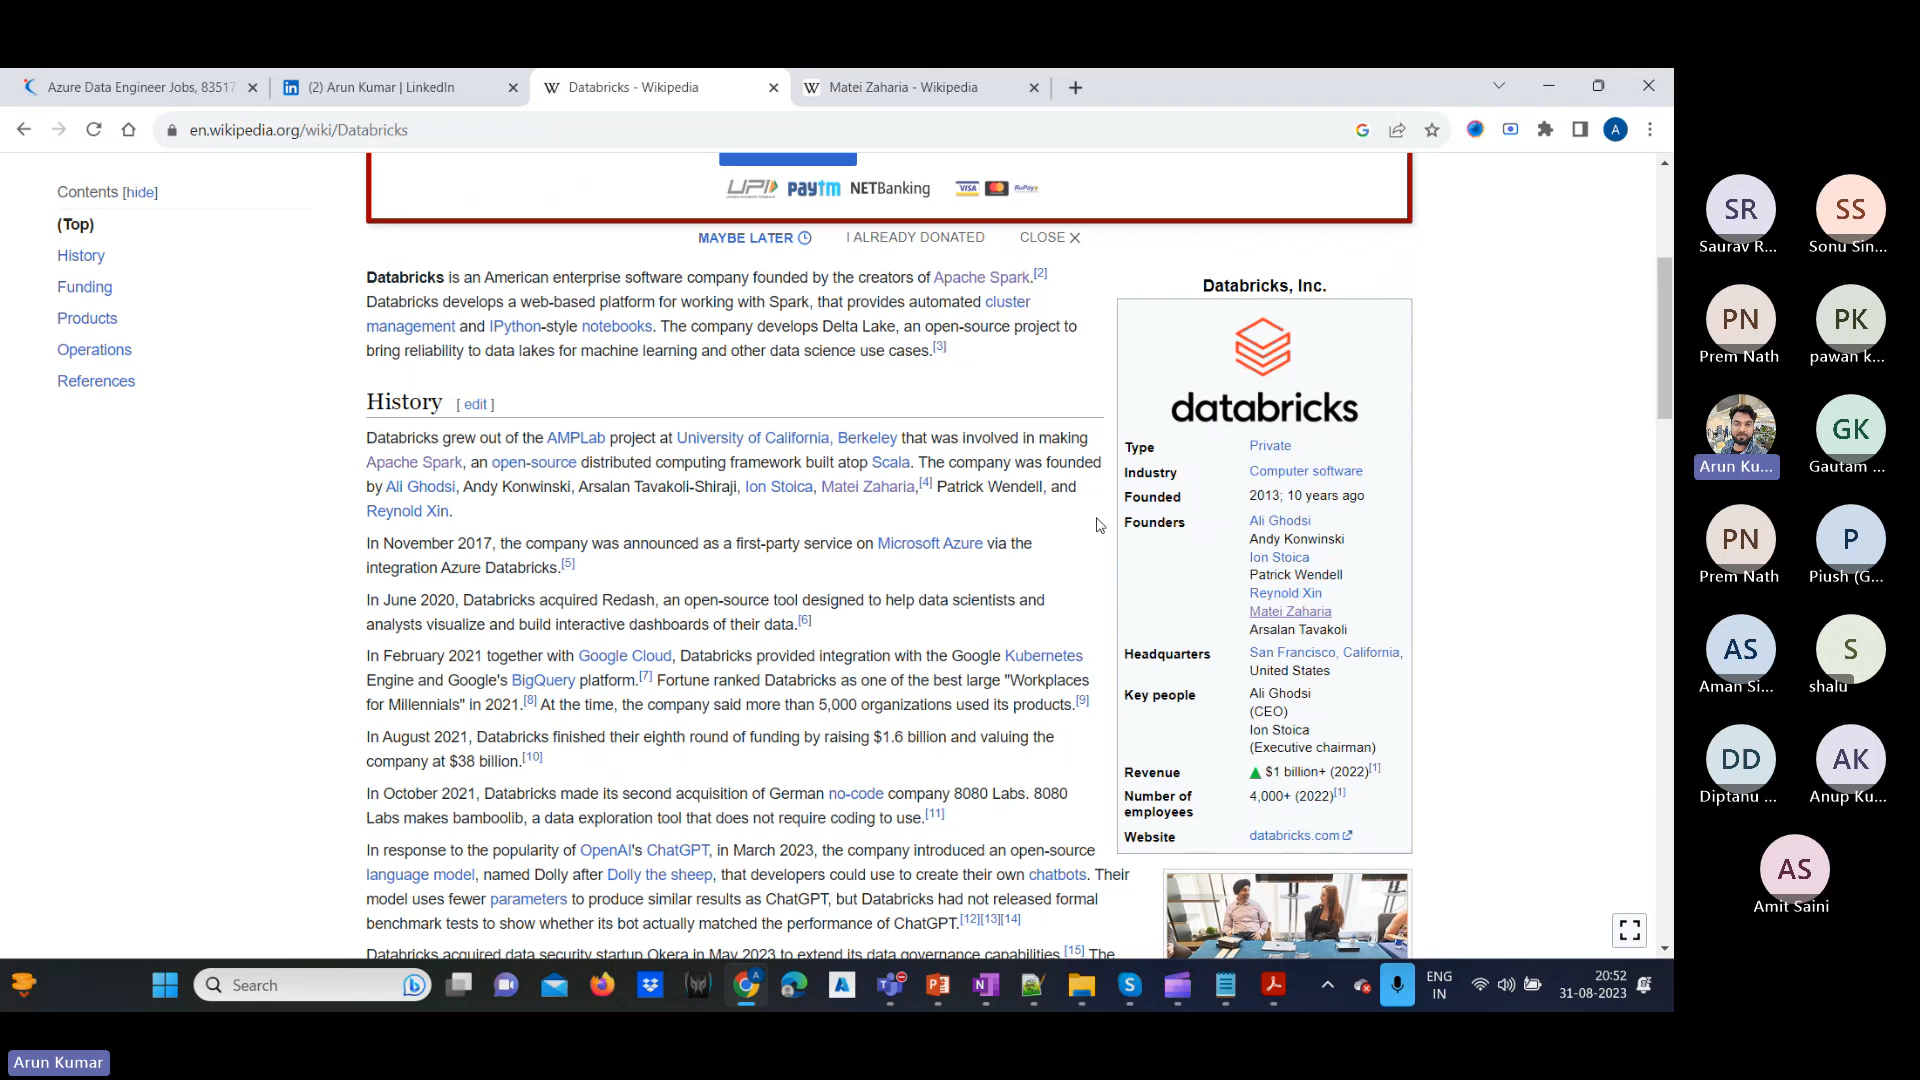 Azure Data Engineer Jobs, 83517
(2) Arun Kumar | LinkedIn
Databricks - Wikipedia
Matei Zaharia - Wikipedia
en.wikipedia.org/wiki/Databricks
A
UPI paytm NETBanking VISA RuPay
MAYBE LATER I ALREADY DONATED CLOSE
Contents [hide]
(Top)
History
Funding
Products
Operations
References
Databricks is an American enterprise software company founded by the creators of Apache Spark.[2]
Databricks develops a web-based platform for working with Spark, that provides automated cluster
management and IPython-style notebooks. The company develops Delta Lake, an open-source project to
bring reliability to data lakes for machine learning and other data science use cases.[3]
History [ edit ]
Databricks grew out of the AMPLab project at University of California, Berkeley that was involved in making
Apache Spark, an open-source distributed computing framework built atop Scala. The company was founded
by Ali Ghodsi, Andy Konwinski, Arsalan Tavakoli-Shiraji, Ion Stoica, Matei Zaharia,[4] Patrick Wendell, and
Reynold Xin.
In November 2017, the company was announced as a first-party service on Microsoft Azure via the
integration Azure Databricks.[5]
In June 2020, Databricks acquired Redash, an open-source tool designed to help data scientists and
analysts visualize and build interactive dashboards of their data.[6]
In February 2021 together with Google Cloud, Databricks provided integration with the Google Kubernetes
Engine and Google's BigQuery platform.[7] Fortune ranked Databricks as one of the best large "Workplaces
for Millennials" in 2021.[8] At the time, the company said more than 5,000 organizations used its products.[9]
In August 2021, Databricks finished their eighth round of funding by raising $1.6 billion and valuing the
company at $38 billion.[10]
In October 2021, Databricks made its second acquisition of German no-code company 8080 Labs. 8080
Labs makes bamboolib, a data exploration tool that does not require coding to use.[11]
In response to the popularity of OpenAI's ChatGPT, in March 2023, the company introduced an open-source
language model, named Dolly after Dolly the sheep, that developers could use to create their own chatbots. Their
model uses fewer parameters to produce similar results as ChatGPT, but Databricks had not released formal
benchmark tests to show whether its bot actually matched the performance of ChatGPT.[12][13][14]
Databricks acquired data security startup Okera in May 2023 to extend its data governance capabilities.[15] The
Databricks, Inc.
databricks
Type Private
Industry Computer software
Founded 2013; 10 years ago
Founders Ali Ghodsi
Andy Konwinski
Ion Stoica
Patrick Wendell
Reynold Xin
Matei Zaharia
Arsalan Tavakoli
Headquarters San Francisco, California,
United States
Key people Ali Ghodsi
(CEO)
Ion Stoica
(Executive chairman)
Revenue $1 billion+ (2022)[1]
Number of employees 4,000+ (2022)[1]
Website databricks.com
SR
Saurav R...
SS
Sonu Sin...
PN
Prem Nath
PK
pawan k...
Arun Ku...
GK
Gautam ...
PN
Prem Nath
P
Piush (G...
AS
Aman Si...
S
shalu
DD
Diptanu ...
AK
Anup Ku...
AS
Amit Saini
Search
ENG
IN
20:52
31-08-2023
Arun Kumar